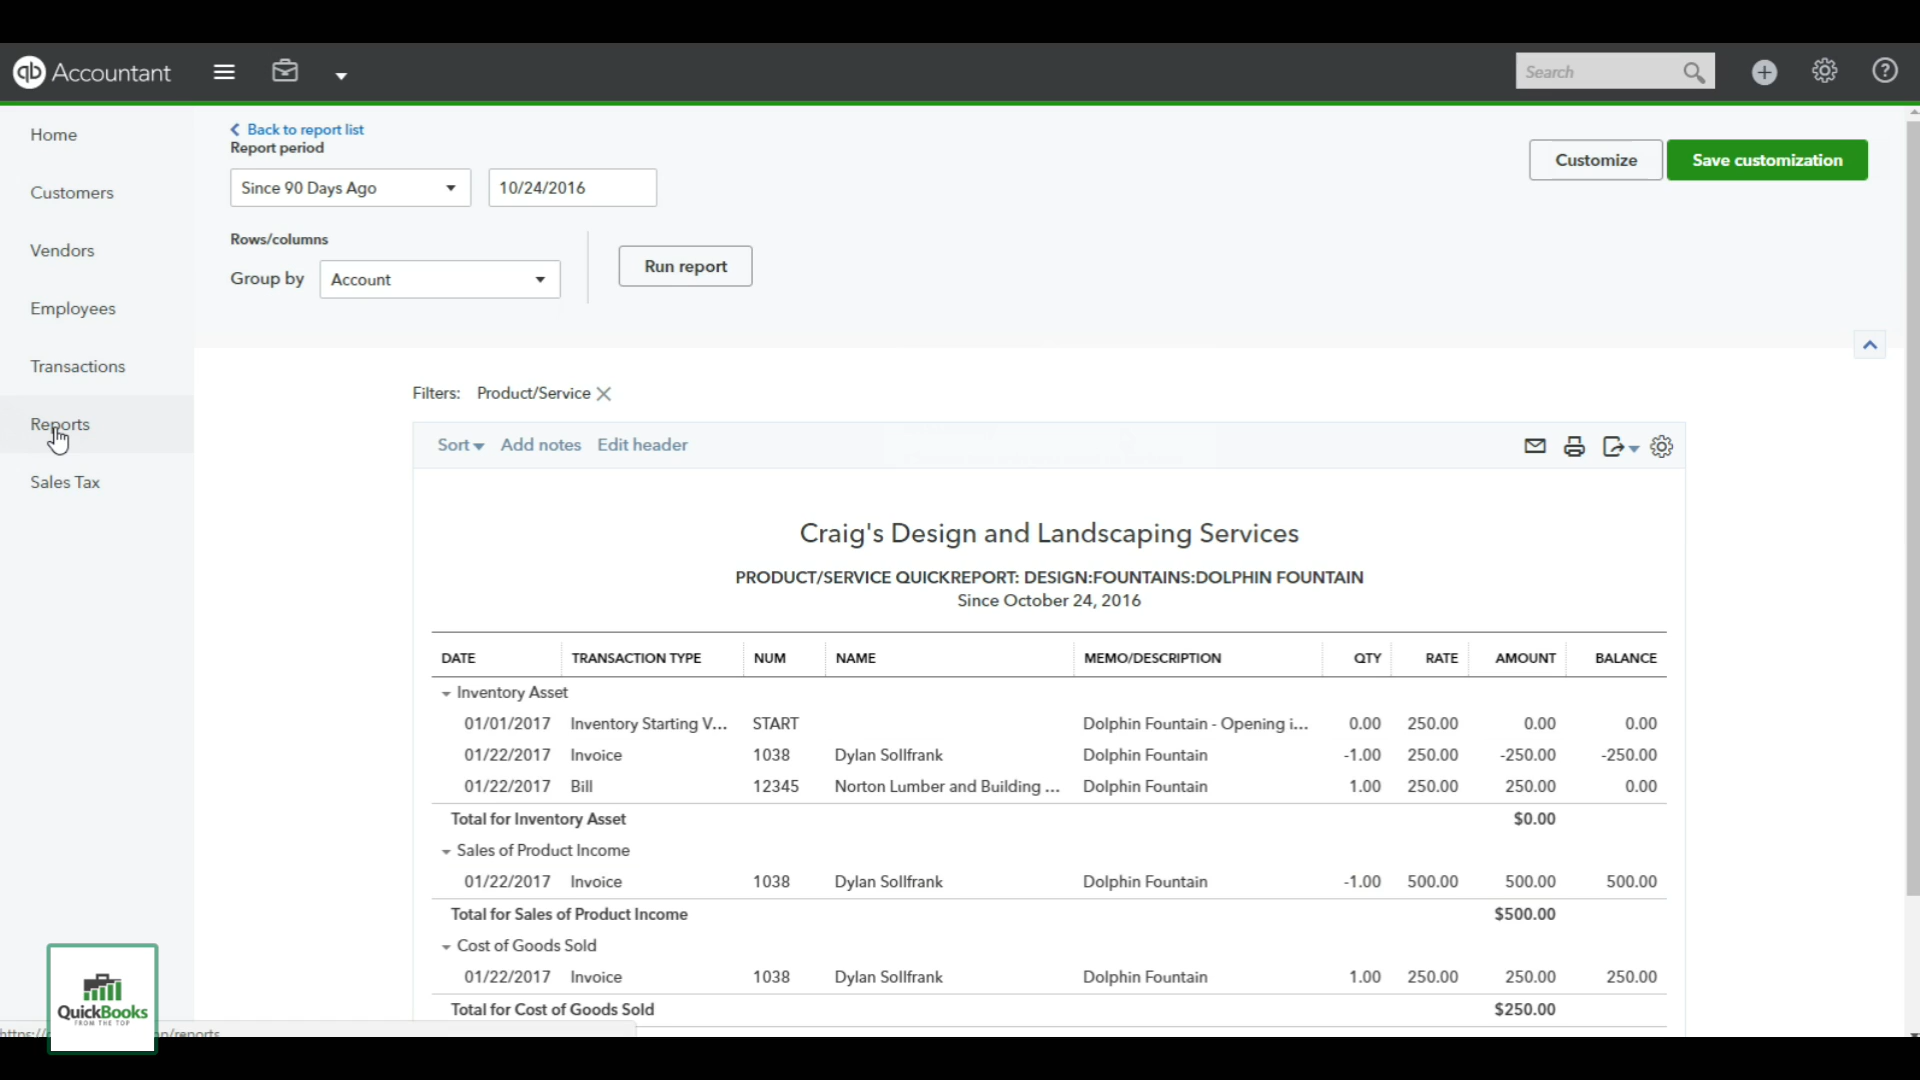 qb Accountant
Search
Home
Customers
Vendors
Employees
Transactions
Reports
Sales Tax
Back to report list
Report period
Since 90 Days Ago 10/24/2016
Customize Save customization
Rows/columns
Group by Account
Run report
Filters: Product/Service
Sort Add notes Edit header
Craig's Design and Landscaping Services
PRODUCT/SERVICE QUICKREPORT: DESIGN:FOUNTAINS:DOLPHIN FOUNTAIN
Since October 24, 2016
DATE TRANSACTION TYPE NUM NAME MEMO/DESCRIPTION QTY RATE AMOUNT BALANCE
Inventory Asset
01/01/2017 Inventory Starting V... START Dolphin Fountain - Opening i... 0.00 250.00 0.00 0.00
01/22/2017 Invoice 1038 Dylan Sollfrank Dolphin Fountain -1.00 250.00 -250.00 -250.00
01/22/2017 Bill 12345 Norton Lumber and Building ... Dolphin Fountain 1.00 250.00 250.00 0.00
Total for Inventory Asset $0.00
Sales of Product Income
01/22/2017 Invoice 1038 Dylan Sollfrank Dolphin Fountain -1.00 500.00 500.00 500.00
Total for Sales of Product Income $500.00
Cost of Goods Sold
01/22/2017 Invoice 1038 Dylan Sollfrank Dolphin Fountain 1.00 250.00 250.00 250.00
Total for Cost of Goods Sold $250.00
QuickBooks
FROM THE TOP